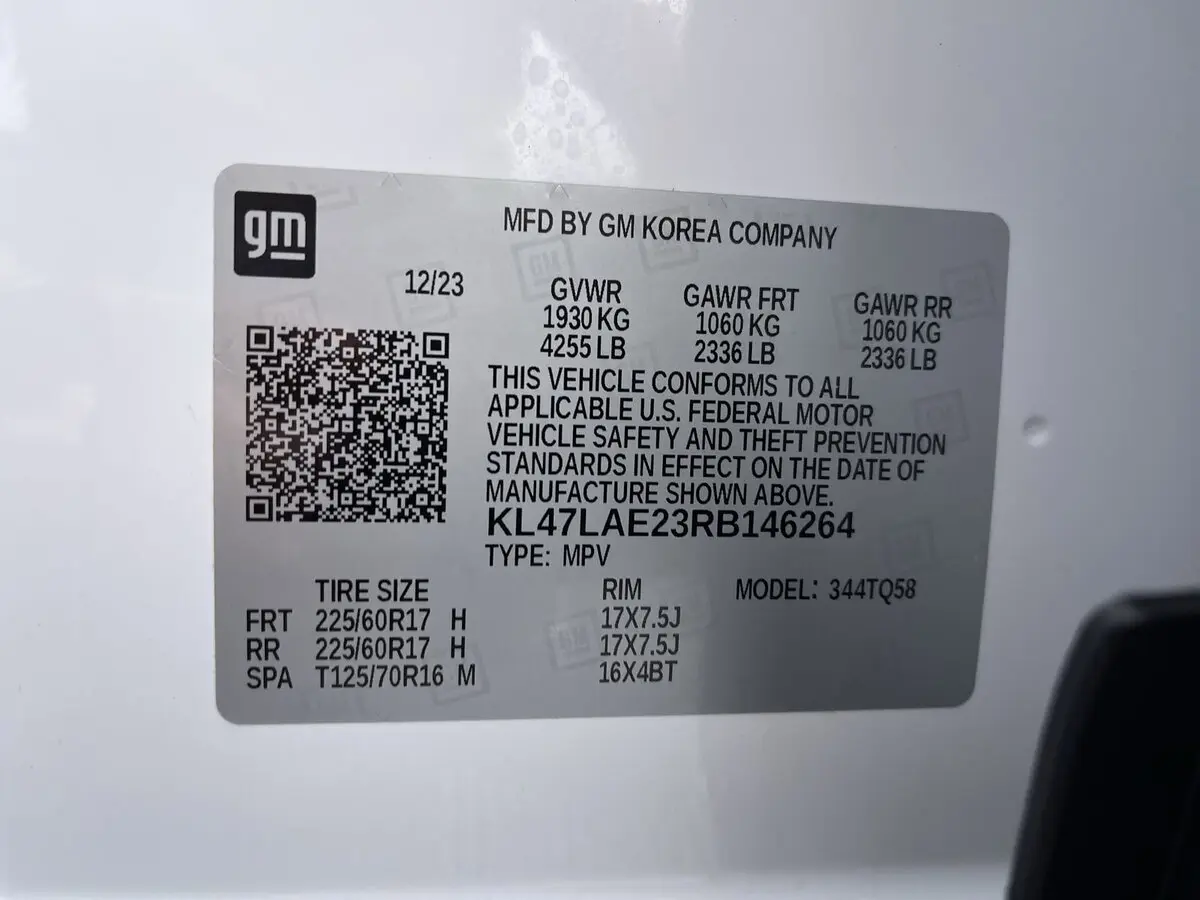 gm
MFD BY GM KOREA COMPANY
12/23
GVWR GAWR FRT GAWR RR
1930 KG 1060 KG 1060 KG
4255 LB 2336 LB 2336 LB
THIS VEHICLE CONFORMS TO ALL
APPLICABLE U.S. FEDERAL MOTOR
VEHICLE SAFETY AND THEFT PREVENTION
STANDARDS IN EFFECT ON THE DATE OF
MANUFACTURE SHOWN ABOVE.
KL47LAE23RB146264
TYPE: MPV
TIRE SIZE RIM MODEL: 344TQ58
FRT 225/60R17 H 17X7.5J
RR 225/60R17 H 17X7.5J
SPA T125/70R16 M 16X4BT